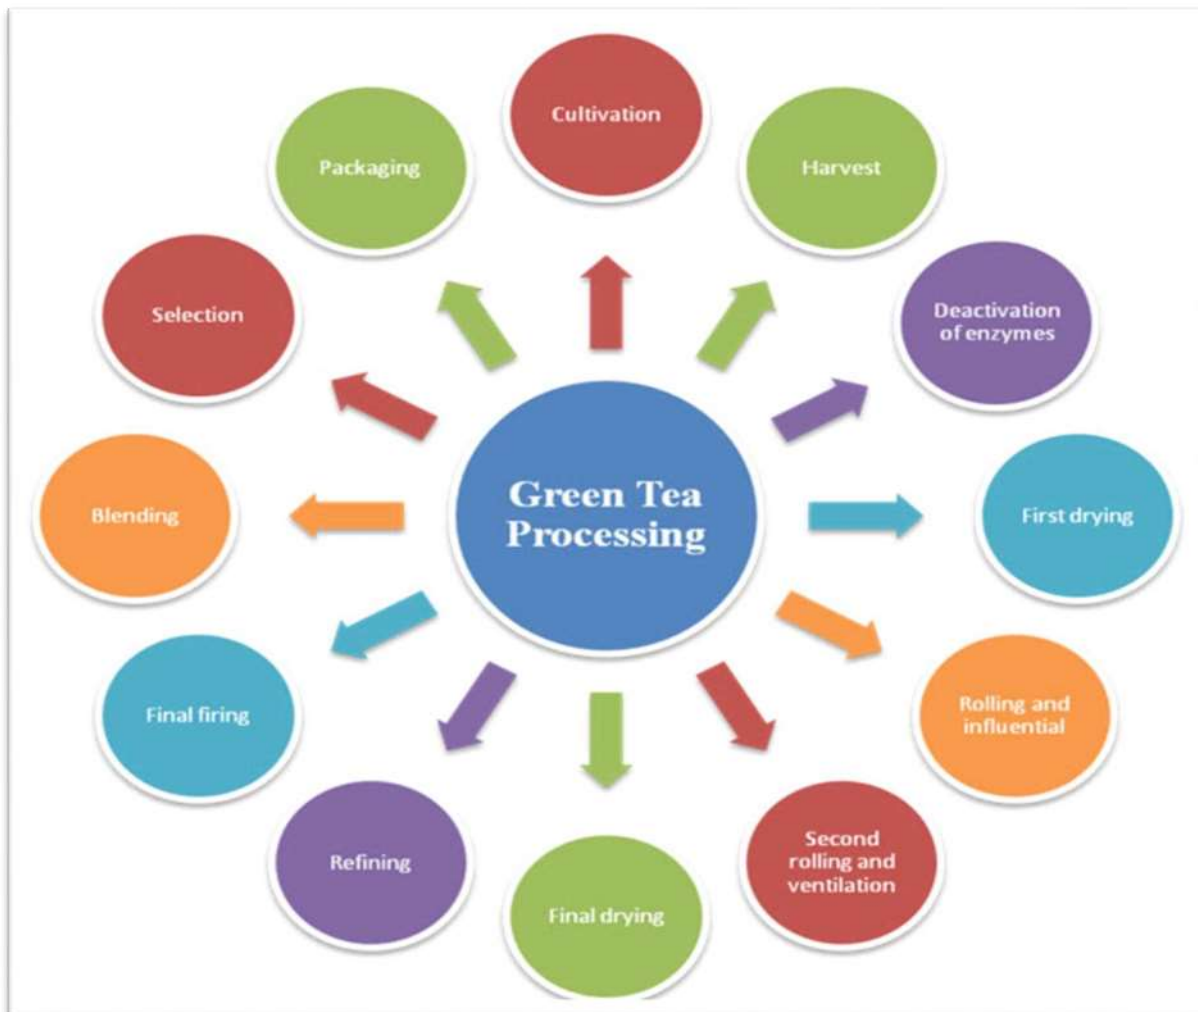 Cultivation
Harvest
Deactivation
of enzymes
First drying
Rolling and
influential
Second
rolling and
ventilation
Final drying
Refining
Final firing
Blending
Selection
Packaging
Green Tea
Processing